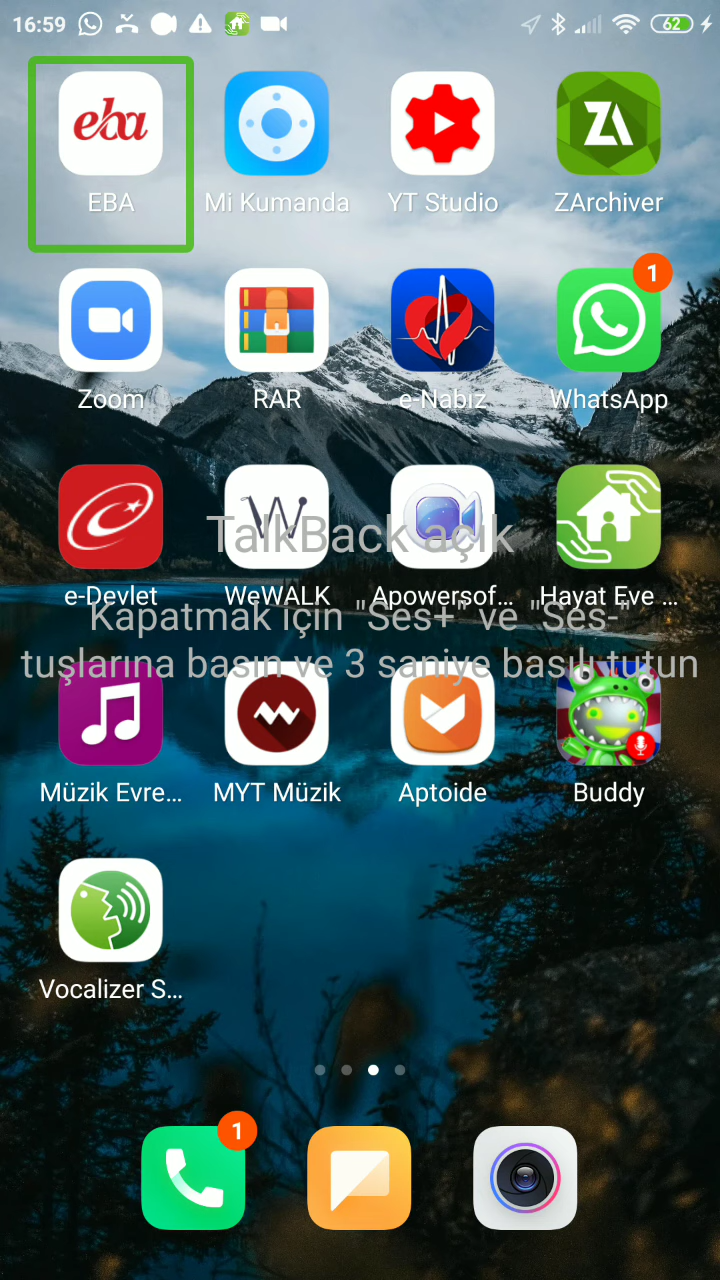 16:59
62
eba
EBA
Mi Kumanda
YT Studio
ZA
ZArchiver
1
Zoom
RAR
e-Nabız
WhatsApp
W
TalkBack açık
e-Devlet
WeWALK
Apowersof...
Hayat Eve ...
Kapatmak için "Ses+" ve "Ses-"
tuşlarına basın ve 3 saniye basılı tutun
Müzik Evre...
MYT Müzik
Aptoide
Buddy
Vocalizer S...
1